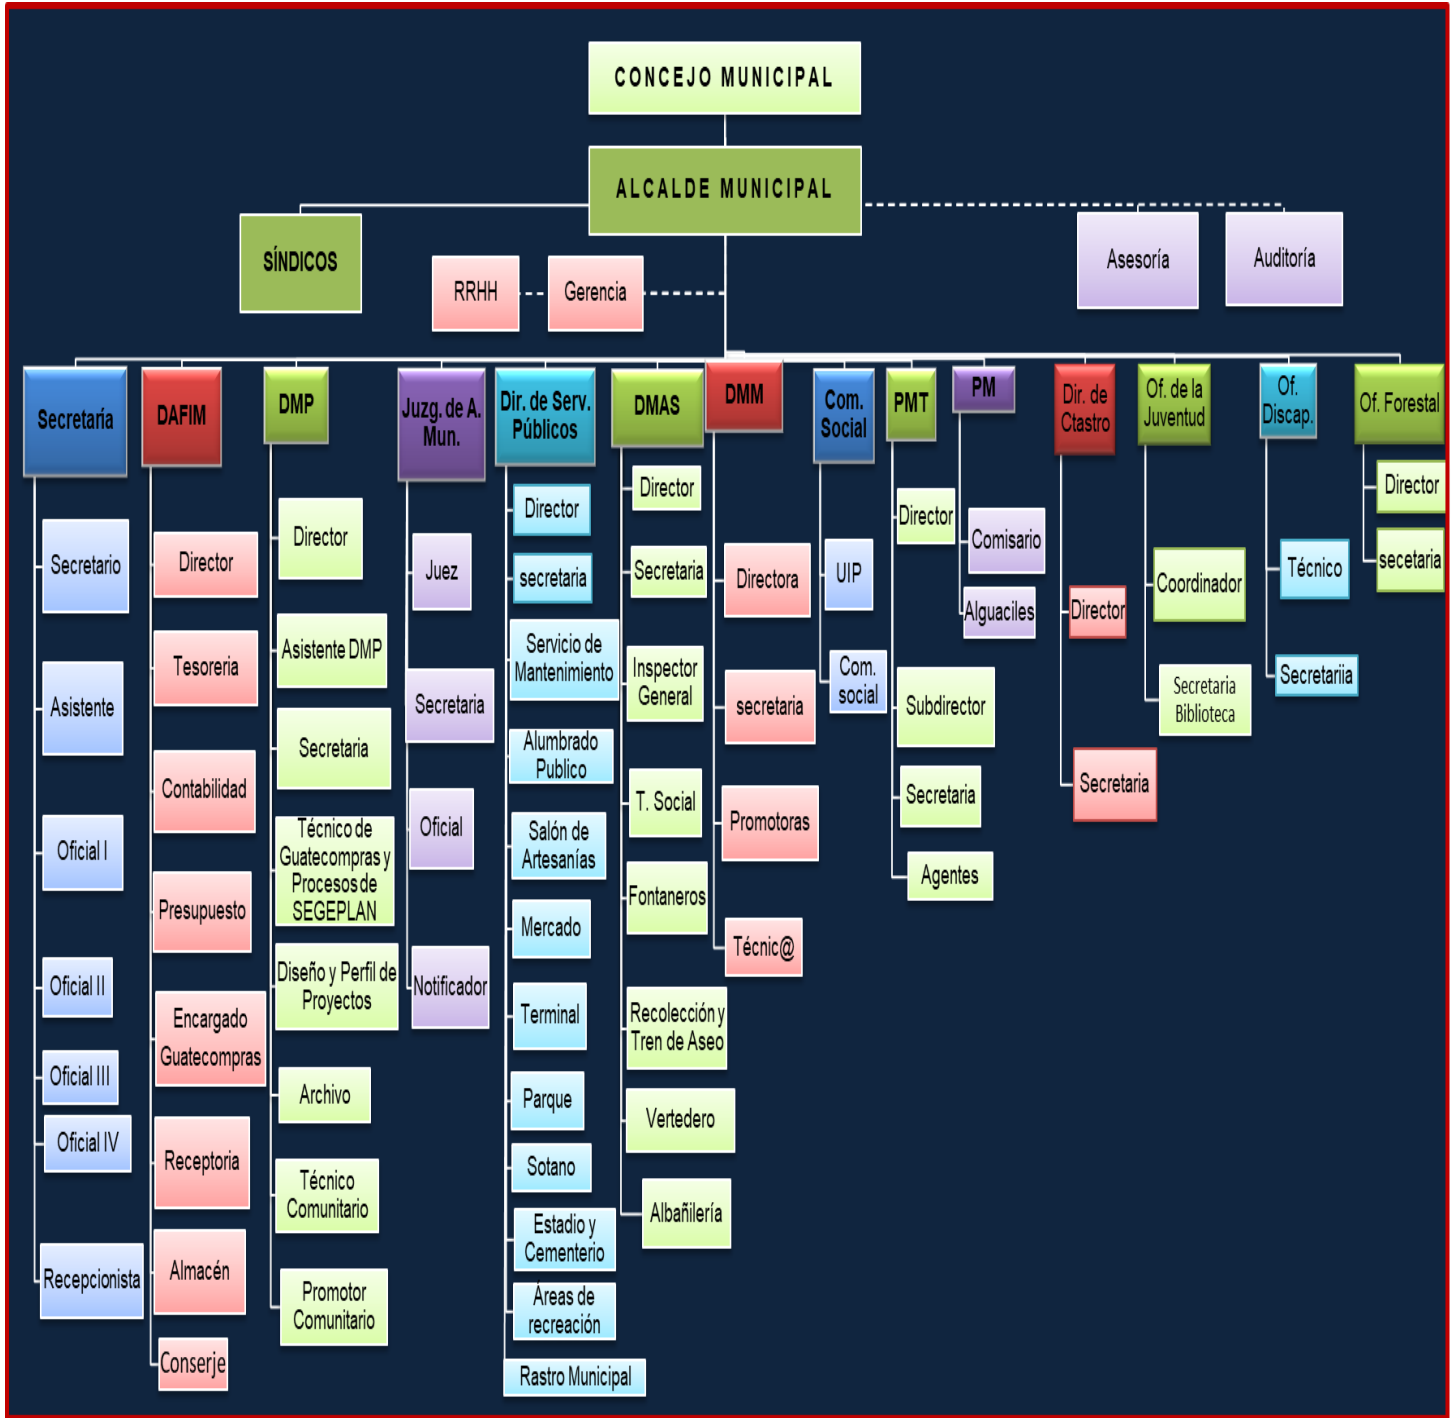 CONCEJO MUNICIPAL
ALCALDE MUNICIPAL
SÍNDICOS
RRHH
Gerencia
Asesoría
Auditoría
Secretaría
Secretario
Asistente
Oficial I
Oficial II
Oficial III
Oficial IV
Recepcionista
DAFIM
Director
Tesoreria
Contabilidad
Presupuesto
Encargado
Guatecompras
Receptoria
Almacén
Conserje
DMP
Director
Asistente DMP
Secretaria
Técnico de
Guatecompras y
Procesos de
SEGEPLAN
Diseño y Perfil de
Proyectos
Archivo
Técnico
Comunitario
Promotor
Comunitario
Juzg. de A.
Mun.
Juez
Secretaria
Oficial
Notificador
Dir. de Serv.
Públicos
Director
secretaria
Servicio de
Mantenimiento
Alumbrado
Publico
Salón de
Artesanías
Mercado
Terminal
Parque
Sotano
Estadio y
Cementerio
Áreas de
recreación
Rastro Municipal
DMAS
Director
Secretaria
Inspector
General
T. Social
Fontaneros
Recolección y
Tren de Aseo
Vertedero
Albañilería
DMM
Directora
secretaria
Promotoras
Técnic@
Com.
Social
UIP
Com.
social
PMT
Director
Subdirector
Secretaria
Agentes
PM
Comisario
Alguaciles
Dir. de
Ctastro
Director
Secretaria
Of. de la
Juventud
Coordinador
Secretaria
Biblioteca
Of.
Discap.
Técnico
Secretariia
Of. Forestal
Director
secetaria